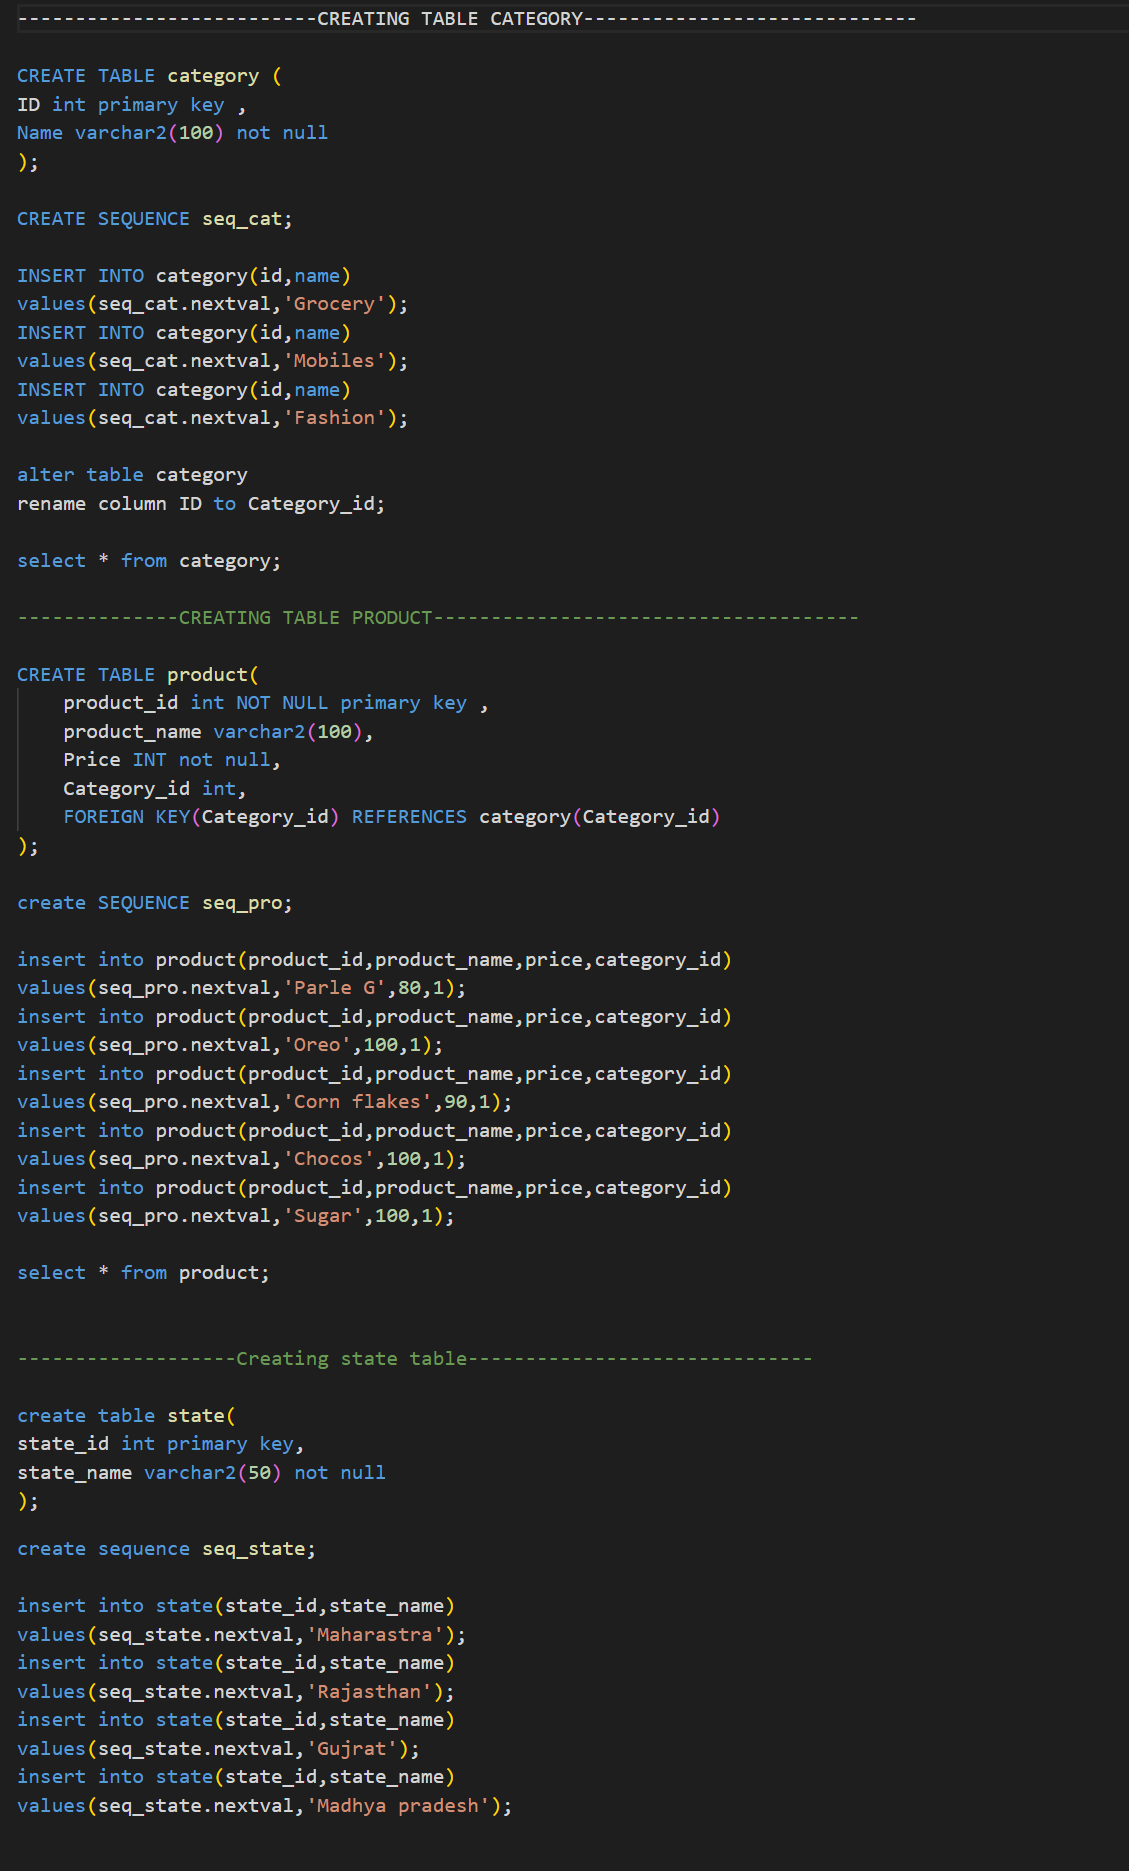 --------------------------CREATING TABLE CATEGORY-----------------------------
CREATE TABLE category (
ID int primary key ,
Name varchar2(100) not null
);
CREATE SEQUENCE seq_cat;
INSERT INTO category(id,name)
values(seq_cat.nextval,'Grocery');
INSERT INTO category(id,name)
values(seq_cat.nextval,'Mobiles');
INSERT INTO category(id,name)
values(seq_cat.nextval,'Fashion');
alter table category
rename column ID to Category_id;
select * from category;
--------------CREATING TABLE PRODUCT-------------------------------------
CREATE TABLE product(
    product_id int NOT NULL primary key ,
    product_name varchar2(100),
    Price INT not null,
    Category_id int,
    FOREIGN KEY(Category_id) REFERENCES category(Category_id)
);
create SEQUENCE seq_pro;
insert into product(product_id,product_name,price,category_id)
values(seq_pro.nextval,'Parle G',80,1);
insert into product(product_id,product_name,price,category_id)
values(seq_pro.nextval,'Oreo',100,1);
insert into product(product_id,product_name,price,category_id)
values(seq_pro.nextval,'Corn flakes',90,1);
insert into product(product_id,product_name,price,category_id)
values(seq_pro.nextval,'Chocos',100,1);
insert into product(product_id,product_name,price,category_id)
values(seq_pro.nextval,'Sugar',100,1);
select * from product;
-------------------Creating state table------------------------------
create table state(
state_id int primary key,
state_name varchar2(50) not null
);
create sequence seq_state;
insert into state(state_id,state_name)
values(seq_state.nextval,'Maharastra');
insert into state(state_id,state_name)
values(seq_state.nextval,'Rajasthan');
insert into state(state_id,state_name)
values(seq_state.nextval,'Gujrat');
insert into state(state_id,state_name)
values(seq_state.nextval,'Madhya pradesh');